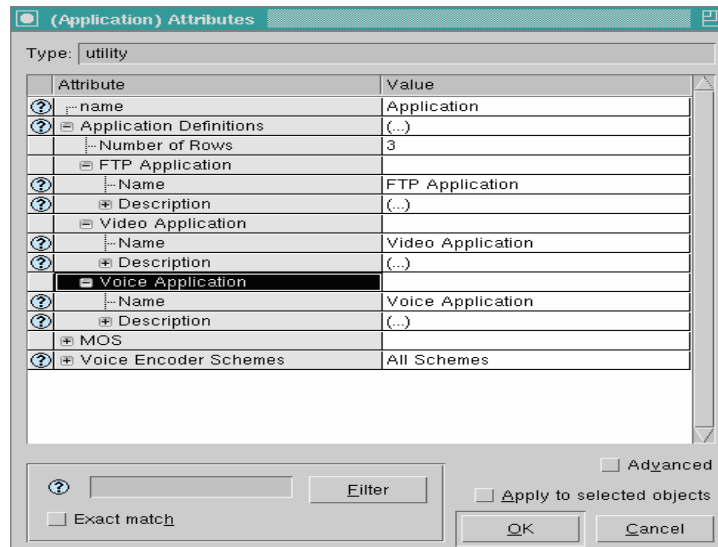 (Application) Attributes
Type: utility
Attribute Value
name Application
Application Definitions (...)
Number of Rows 3
FTP Application
Name FTP Application
Description (...)
Video Application
Name Video Application
Description (...)
Voice Application
Name Voice Application
Description (...)
MOS
Voice Encoder Schemes All Schemes
Advanced
Filter
Apply to selected objects
Exact match
OK Cancel